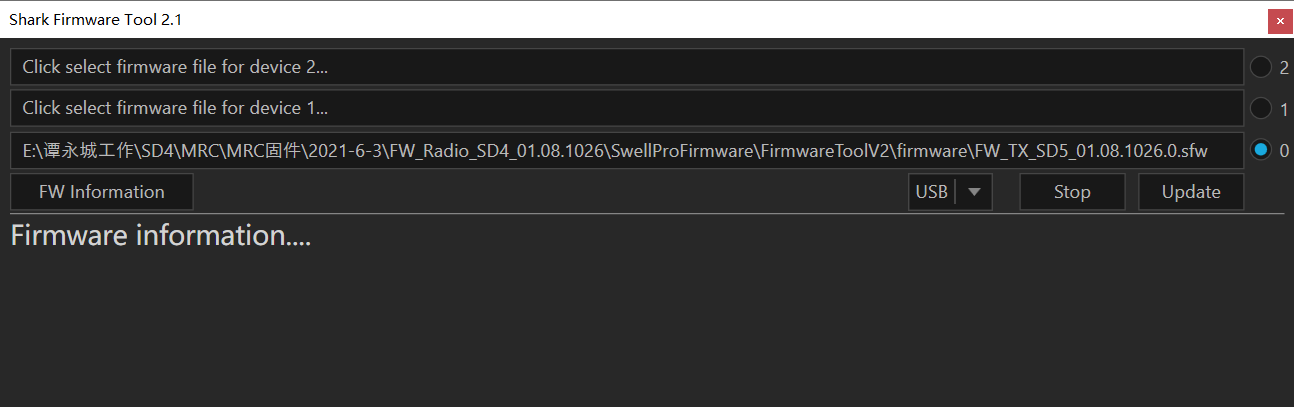 Shark Firmware Tool 2.1
Click select firmware file for device 2... 2
Click select firmware file for device 1... 1
E:\谭永城工作\SD4\MRC\MRC固件\2021-6-3\FW_Radio_SD4_01.08.1026\SwellProFirmware\FirmwareToolV2\firmware\FW_TX_SD5_01.08.1026.0.sfw 0
FW Information USB Stop Update
Firmware information....